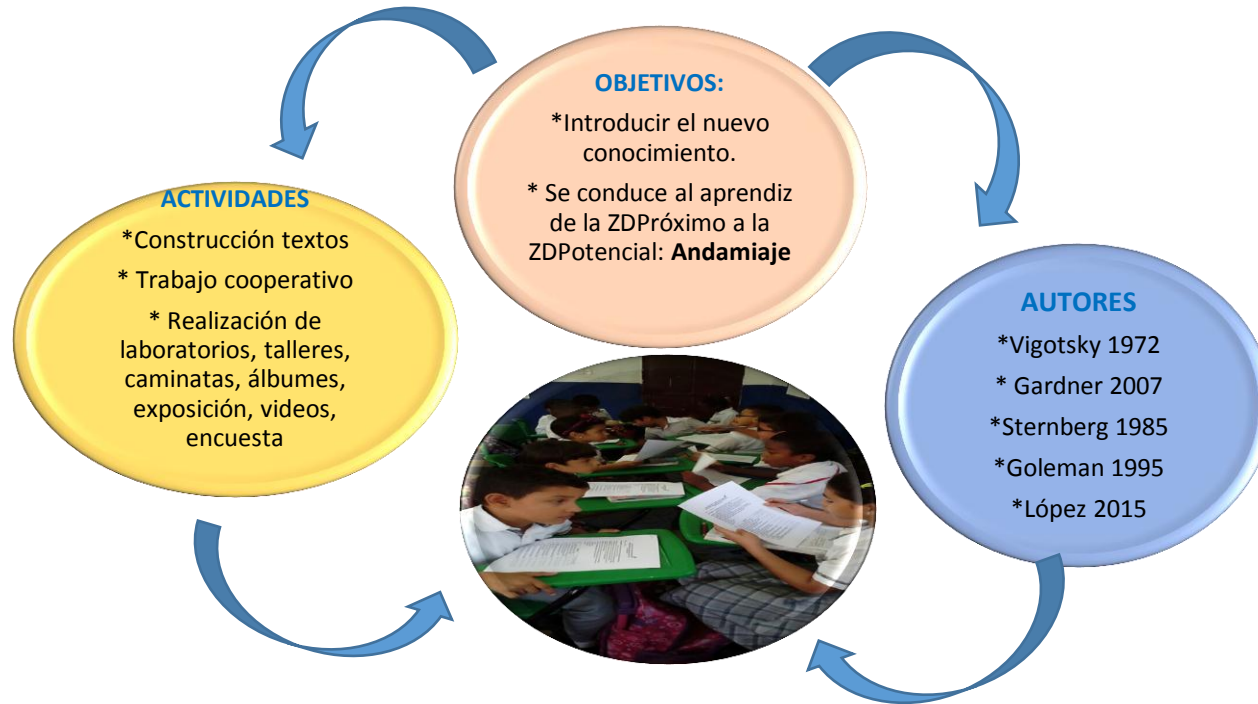 OBJETIVOS:
*Introducir el nuevo
conocimiento.
* Se conduce al aprendiz
de la ZDPróximo a la
ZDPotencial: Andamiaje
ACTIVIDADES
*Construcción textos
* Trabajo cooperativo
* Realización de
laboratorios, talleres,
caminatas, álbumes,
exposición, videos,
encuesta
AUTORES
*Vigotsky 1972
* Gardner 2007
*Sternberg 1985
*Goleman 1995
*López 2015